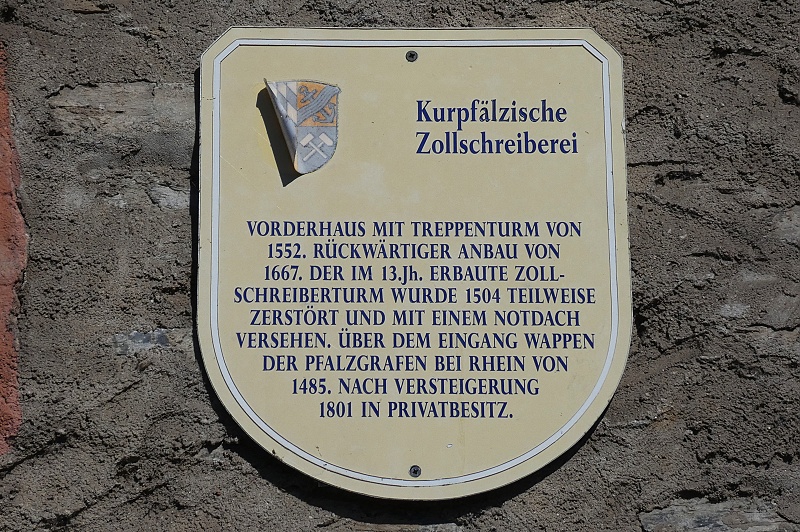 Kurpfälzische
Zollschreiberei
VORDERHAUS MIT TREPPENTURM VON
1552. RÜCKWÄRTIGER ANBAU VON
1667. DER IM 13.Jh. ERBAUTE ZOLL-
SCHREIBERTURM WURDE 1504 TEILWEISE
ZERSTÖRT UND MIT EINEM NOTDACH
VERSEHEN. ÜBER DEM EINGANG WAPPEN
DER PFALZGRAFEN BEI RHEIN VON
1485. NACH VERSTEIGERUNG
1801 IN PRIVATBESITZ.